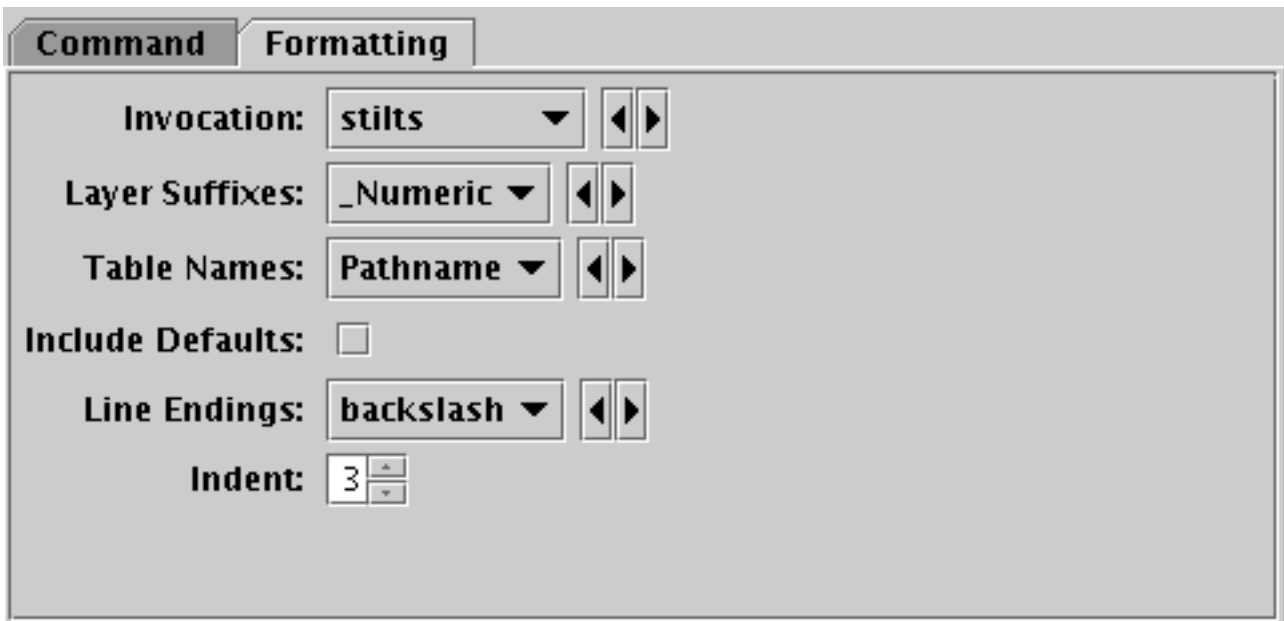 Command Formatting
Invocation: stilts
Layer Suffixes: _Numeric
Table Names: Pathname
Include Defaults:
Line Endings: backslash
Indent: 3